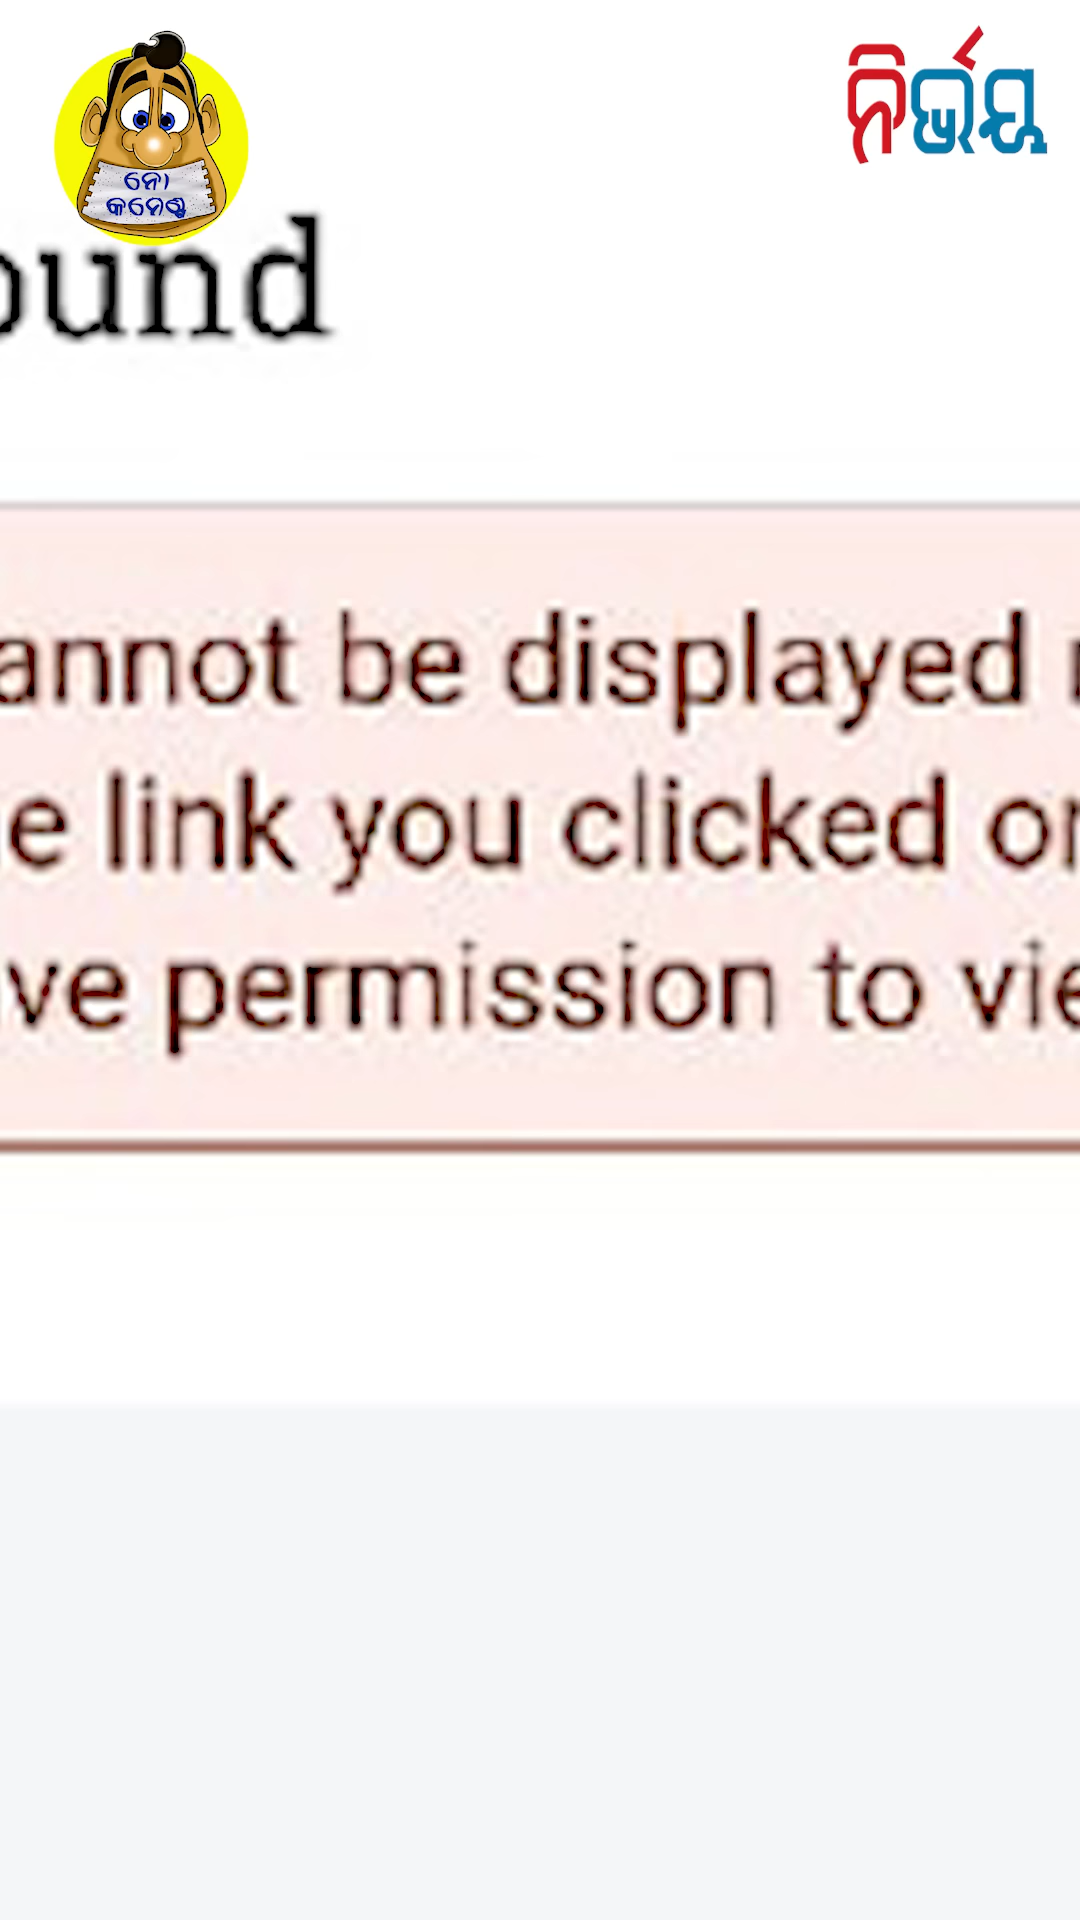 ନୋ
କମେଣ୍ଟ
ନିର୍ଭୟ
ound
annot be displayed
e link you clicked or
ve permission to vie